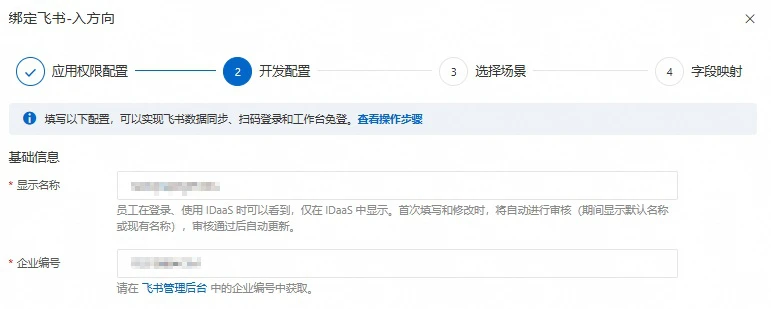 绑定飞书-入方向
应用权限配置
2 开发配置
3 选择场景
4 字段映射
填写以下配置，可以实现飞书数据同步、扫码登录和工作台免登。查看操作步骤
基础信息
* 显示名称
员工在登录、使用 IDaaS 时可以看到，仅在 IDaaS 中显示。首次填写和修改时，将自动进行审核（期间显示默认名称
或现有名称），审核通过后自动更新。
* 企业编号
请在 飞书管理后台 中的企业编号中获取。